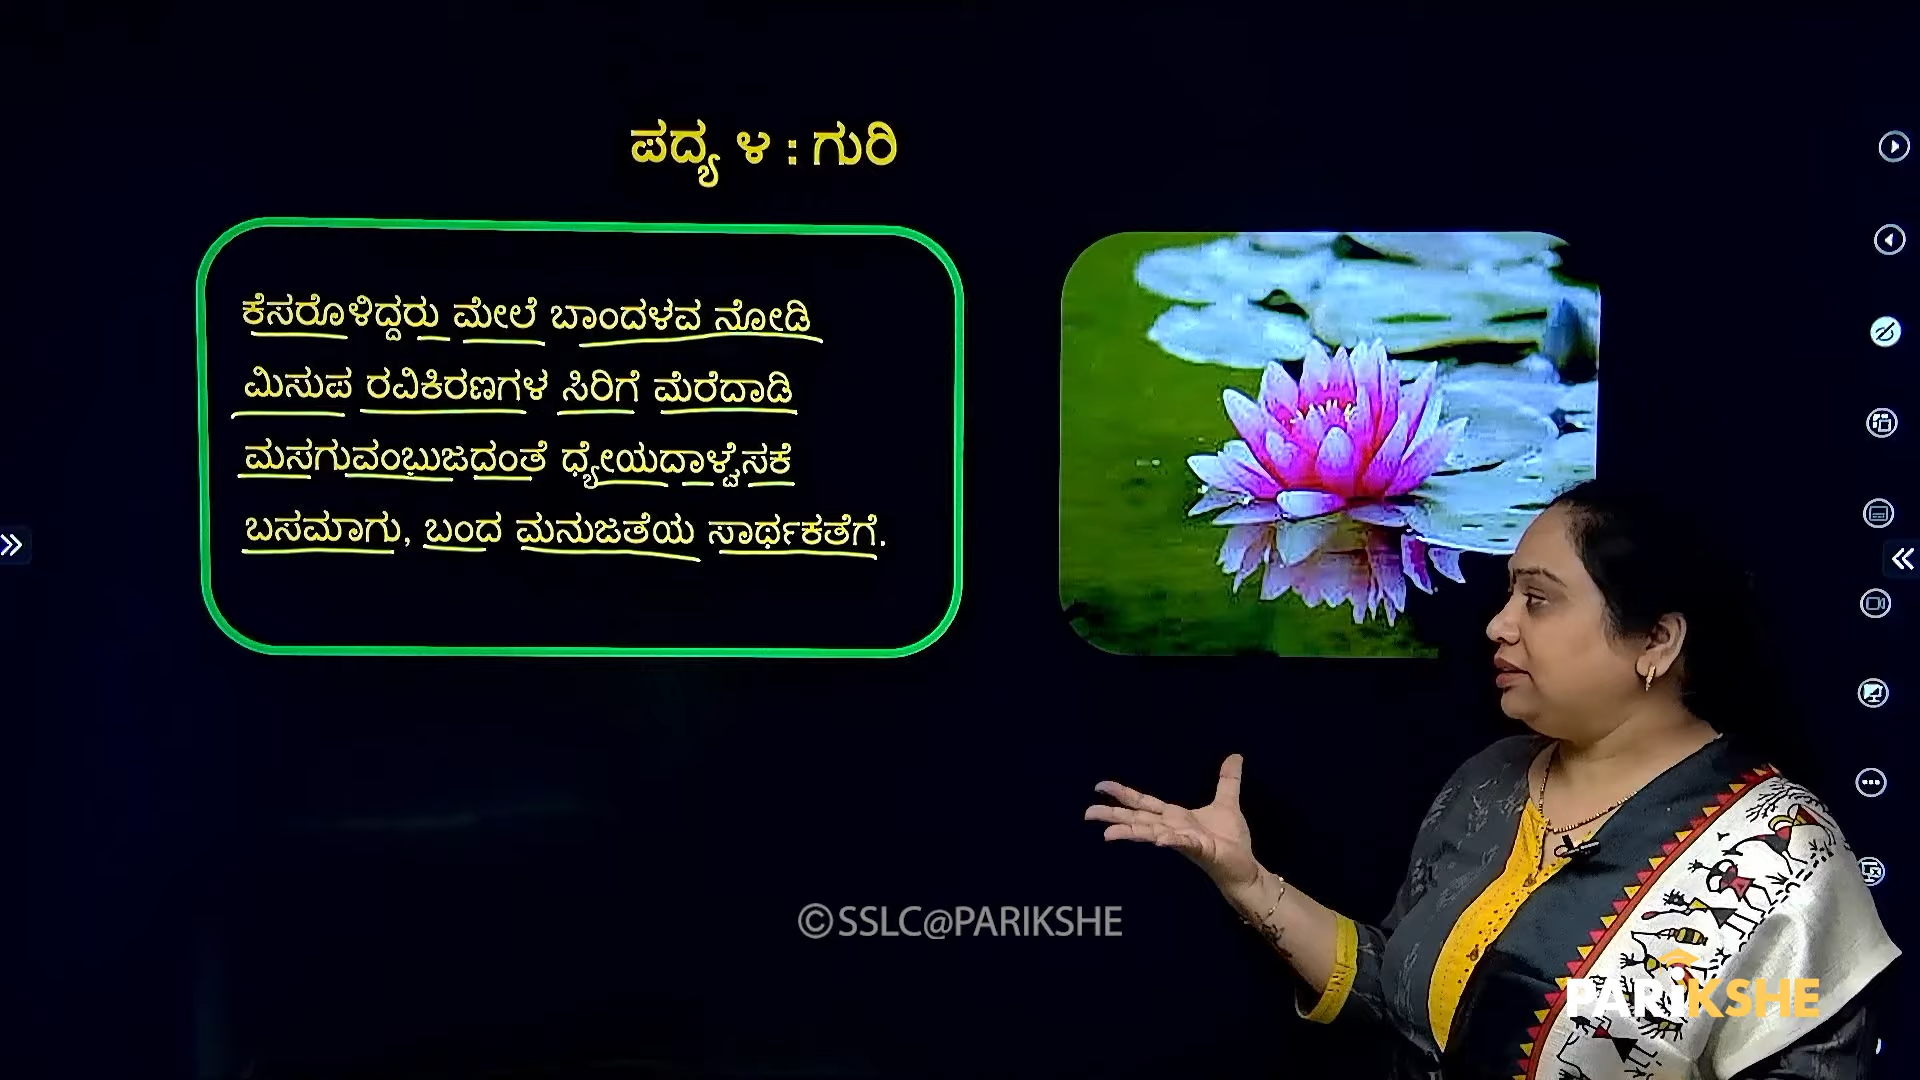 ಪದ್ಯ ೪ : ಗುರಿ
ಕೆಸರೊಳಿದ್ದರು ಮೇಲೆ ಬಾಂದಳವ ನೋಡಿ
ಮಿಸುಪ ರವಿಕಿರಣಗಳ ಸಿರಿಗೆ ಮೆರೆದಾಡಿ
ಮಸಗುವಂಬುಜದಂತೆ ಧ್ಯೇಯದಾಳ್ವೆಸಕೆ
ಬಸಮಾಗು, ಬಂದ ಮನುಜತೆಯ ಸಾರ್ಥಕತೆಗೆ.
©SSLC@PARIKSHE
PARIKSHE